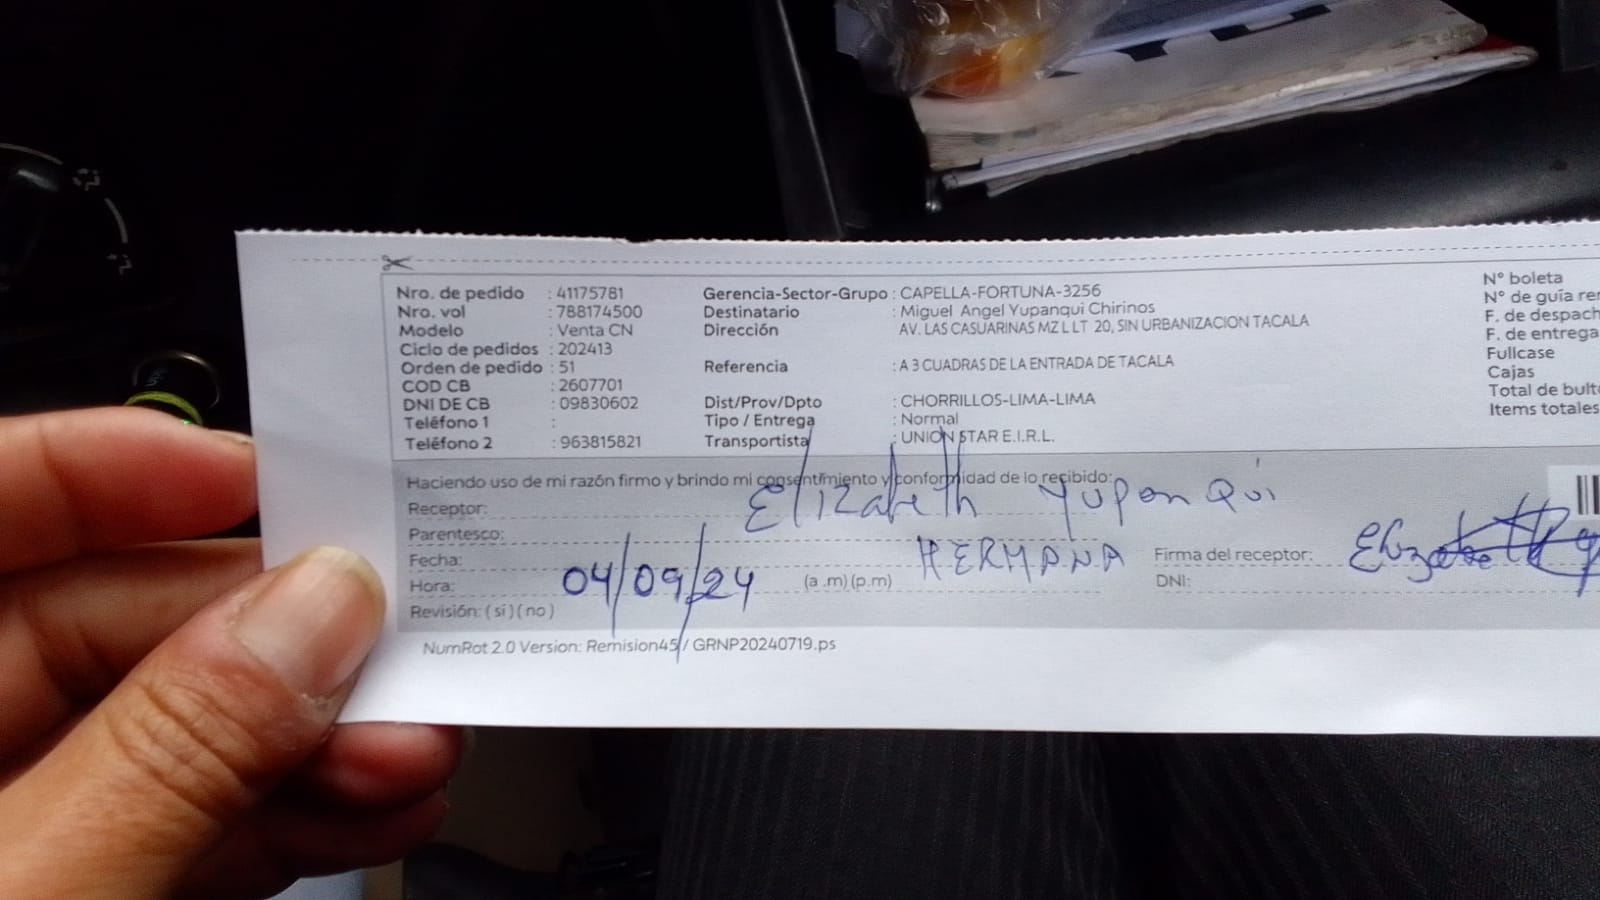 Nro. de pedido : 41175781 Gerencia-Sector-Grupo : CAPELLA-FORTUNA-3256 N° boleta
Nro. vol : 788174500 Destinatario : Miguel Angel Yupanqui Chirinos N° de guía
Modelo : Venta CN Dirección AV. LAS CASUARINAS MZ L LT 20, SIN URBANIZACION TACALA F. de despach
Ciclo de pedidos : 202413 F. de entrega
Orden de pedido : 51 Referencia : A 3 CUADRAS DE LA ENTRADA DE TACALA Fullcase
COD CB : 2607701 Cajas
DNI DE CB : 09830602 Dist/Prov/Dpto : CHORRILLOS-LIMA-LIMA Total de bult
Teléfono 1 : Tipo / Entrega : Normal Items totales
Teléfono 2 : 963815821 Transportista : UNION STAR E.I.R.L.
Haciendo uso de mi razón firmo y brindo mi consentimiento y conformidad de lo recibido:
Receptor: Elizabeth Yupanqui
Parentesco: HERMANA
Fecha: 04/09/24 Firma del receptor:
Hora: (a.m)(p.m) DNI:
Revisión: ( si ) ( no )
NumRot 2.0 Version: Remision45 / GRNP20240719.ps